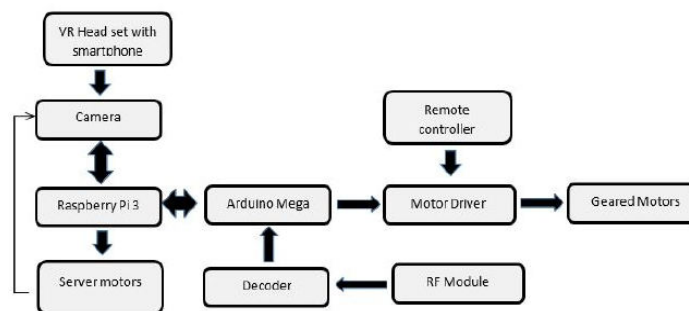 VR Head set with
smartphone
Camera
Remote
controller
Raspberry Pi 3
Arduino Mega
Motor Driver
Geared Motors
Server motors
Decoder
RF Module